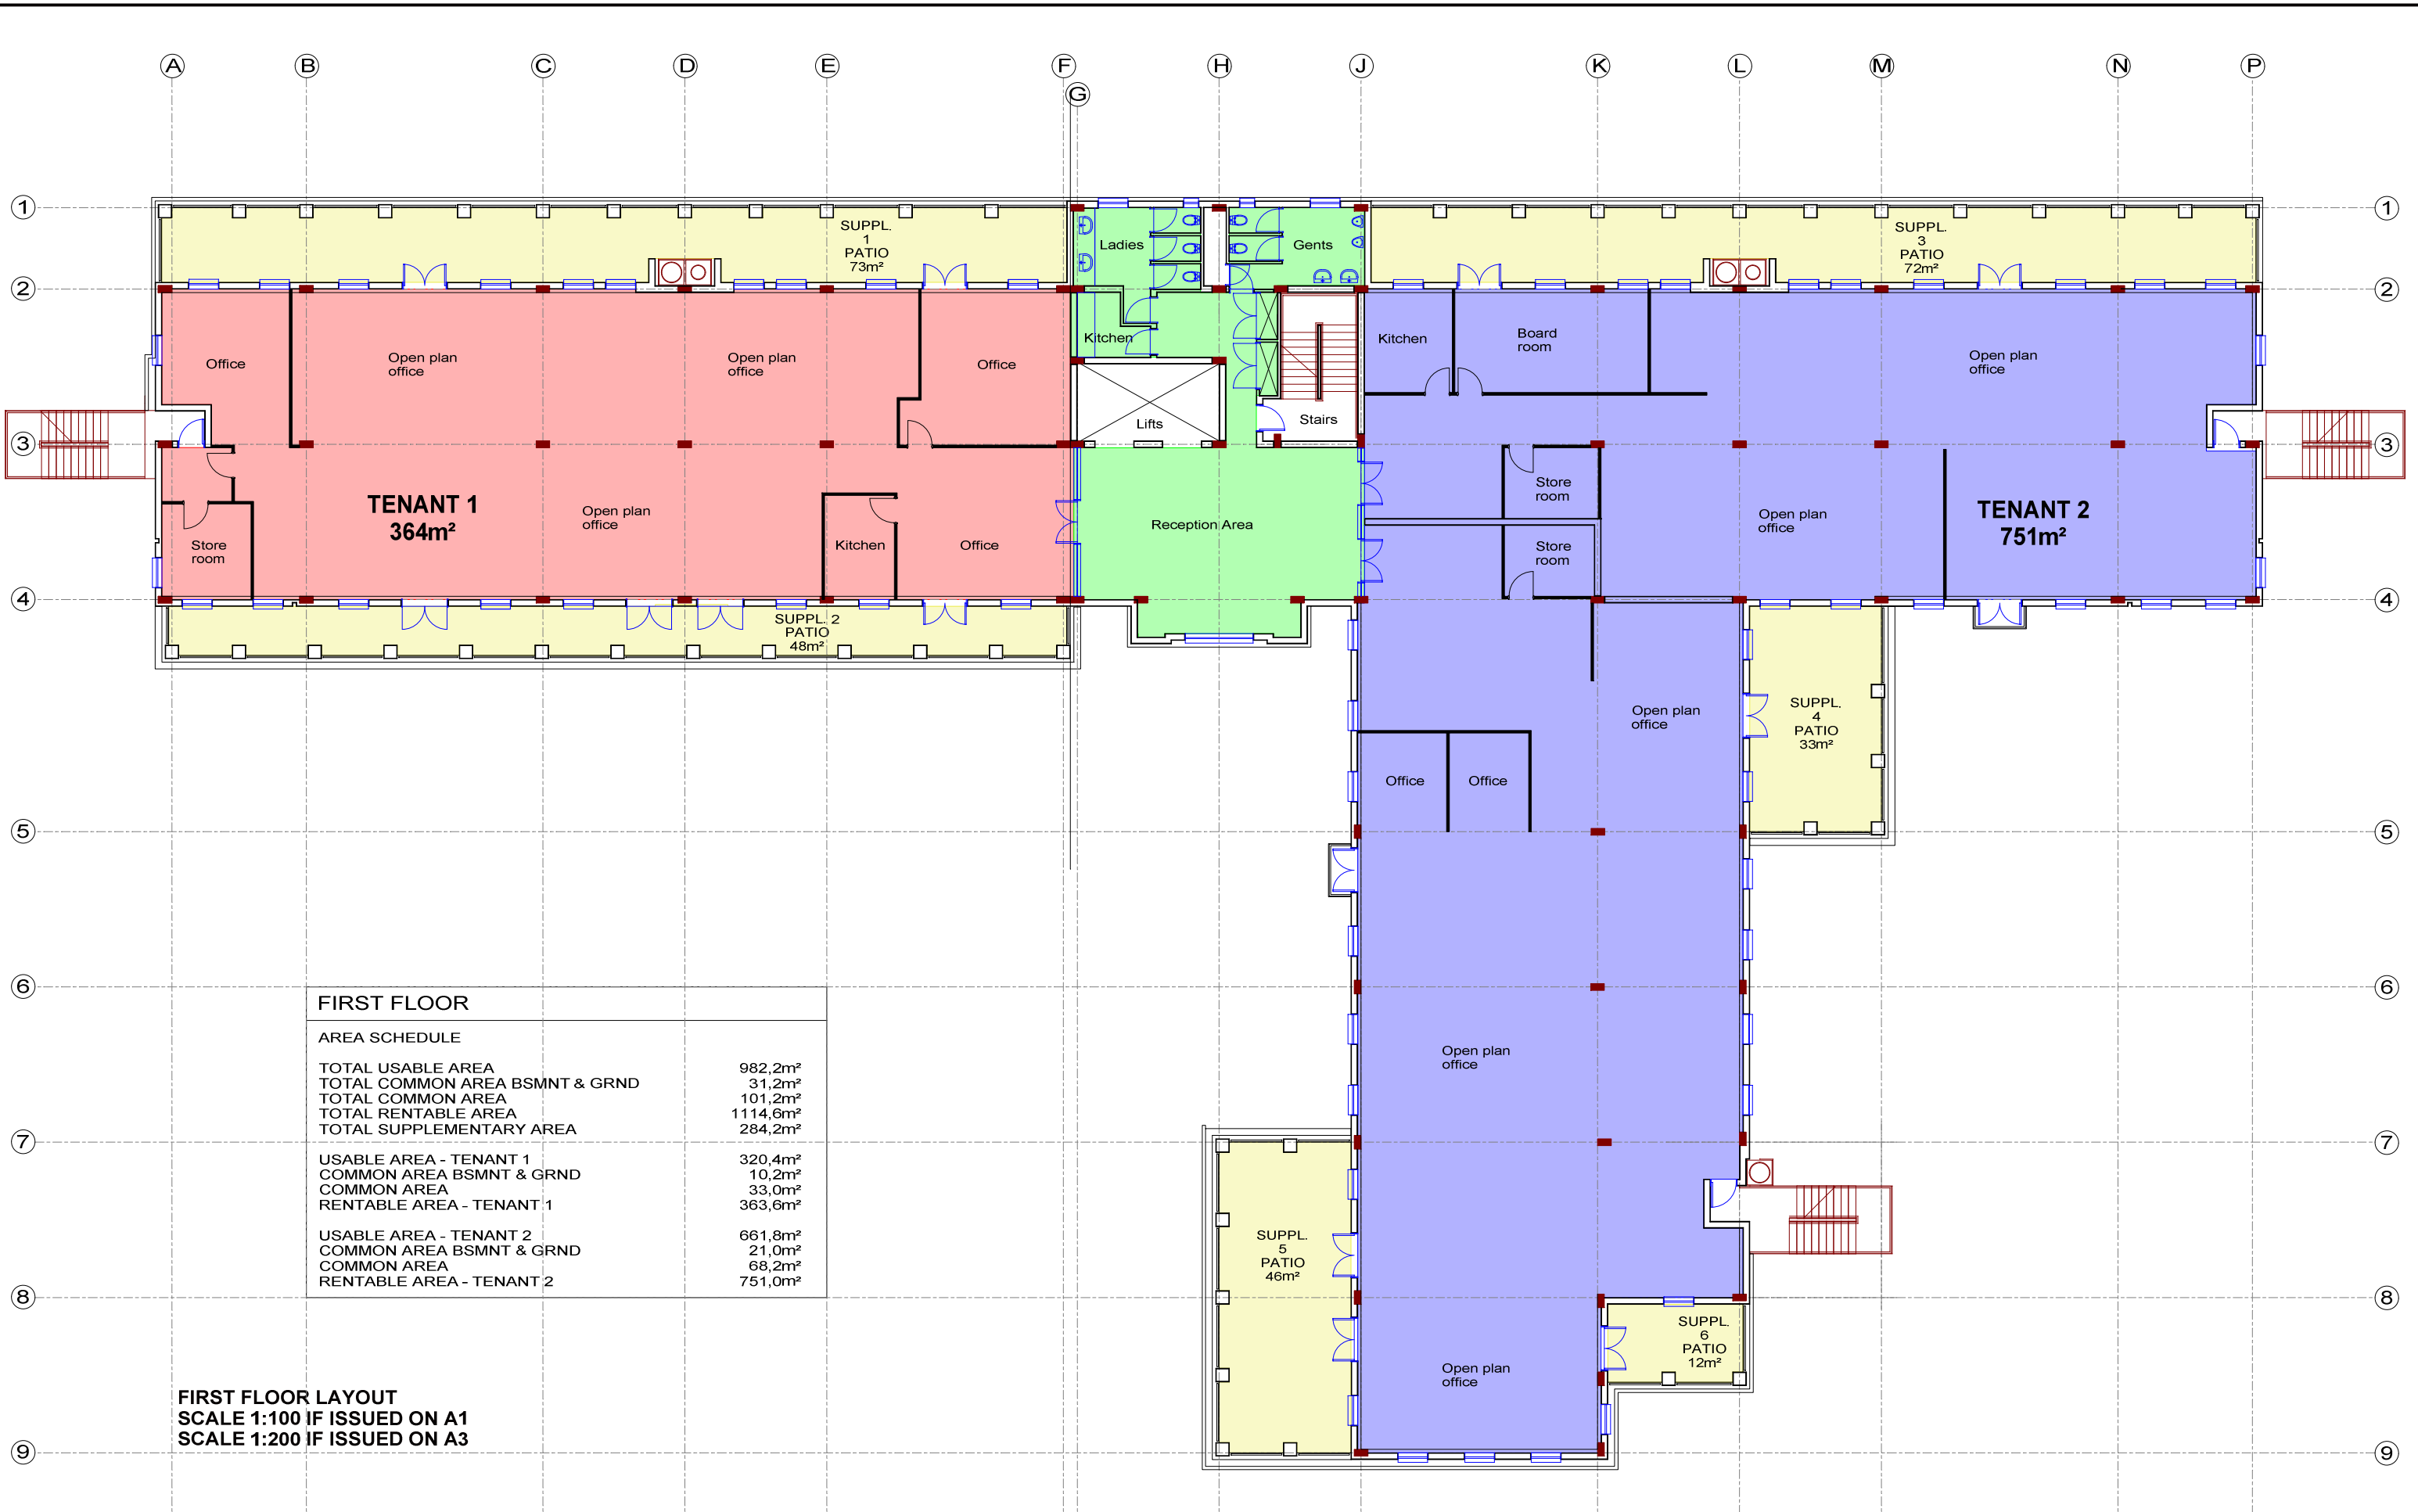 A B C D E F G H J K L M N P
1 1
2 2
3 3
4 4
5 5
6 6
7 7
8 8
9 9
SUPPL.
1
PATIO
73m²
Ladies
Gents
SUPPL.
3
PATIO
72m²
Office
Open plan
office
Open plan
office
Office
Kitchen
Lifts
Stairs
Kitchen
Board
room
Open plan
office
TENANT 1
364m²
Open plan
office
Store
room
Kitchen
Office
Reception Area
Store
room
Store
room
Open plan
office
TENANT 2
751m²
SUPPL. 2
PATIO
48m²
Open plan
office
SUPPL.
4
PATIO
33m²
Office
Office
Open plan
office
SUPPL.
5
PATIO
46m²
SUPPL.
6
PATIO
12m²
Open plan
office
FIRST FLOOR
AREA SCHEDULE
TOTAL USABLE AREA 982,2m²
TOTAL COMMON AREA BSMNT & GRND 31,2m²
TOTAL COMMON AREA 101,2m²
TOTAL RENTABLE AREA 1114,6m²
TOTAL SUPPLEMENTARY AREA 284,2m²
USABLE AREA - TENANT 1 320,4m²
COMMON AREA BSMNT & GRND 10,2m²
COMMON AREA 33,0m²
RENTABLE AREA - TENANT 1 363,6m²
USABLE AREA - TENANT 2 661,8m²
COMMON AREA BSMNT & GRND 21,0m²
COMMON AREA 68,2m²
RENTABLE AREA - TENANT 2 751,0m²
FIRST FLOOR LAYOUT
SCALE 1:100 IF ISSUED ON A1
SCALE 1:200 IF ISSUED ON A3